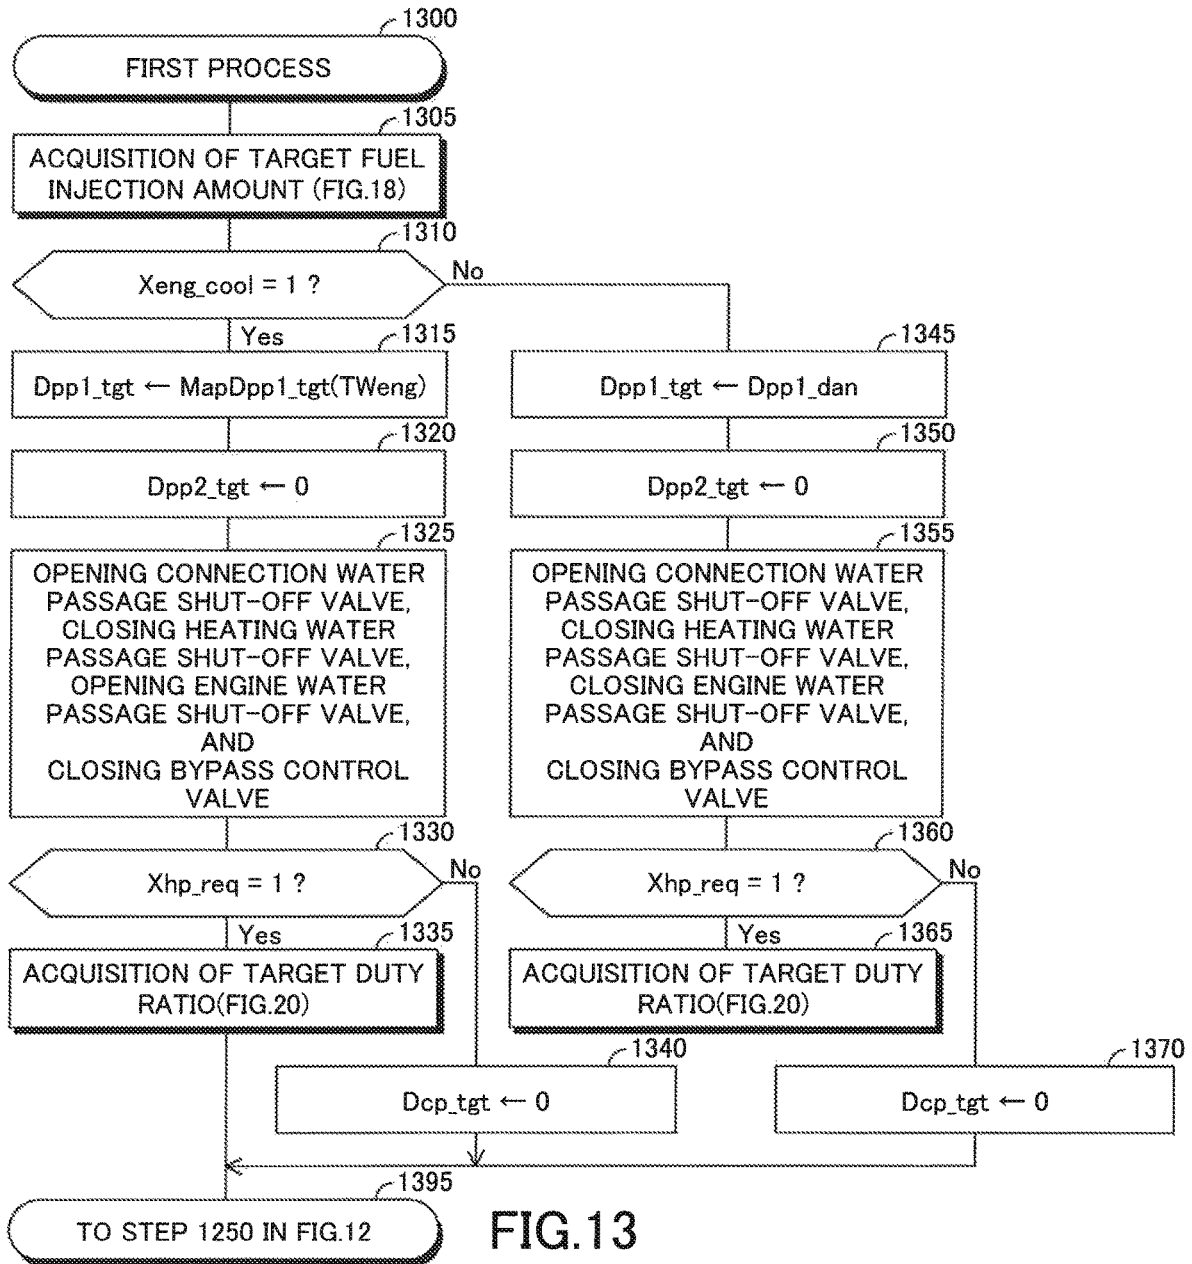 1300
FIRST PROCESS
1305
ACQUISITION OF TARGET FUEL
INJECTION AMOUNT (FIG.18)
1310
Xeng_cool = 1 ?
No
Yes
1315
Dpp1_tgt ← MapDpp1_tgt(TWeng)
1320
Dpp2_tgt ← 0
1325
OPENING CONNECTION WATER
PASSAGE SHUT-OFF VALVE,
CLOSING HEATING WATER
PASSAGE SHUT-OFF VALVE,
OPENING ENGINE WATER
PASSAGE SHUT-OFF VALVE,
AND
CLOSING BYPASS CONTROL
VALVE
1330
Xhp_req = 1 ?
No
Yes
1335
ACQUISITION OF TARGET DUTY
RATIO(FIG.20)
1340
Dcp_tgt ← 0
1345
Dpp1_tgt ← Dpp1_dan
1350
Dpp2_tgt ← 0
1355
OPENING CONNECTION WATER
PASSAGE SHUT-OFF VALVE,
CLOSING HEATING WATER
PASSAGE SHUT-OFF VALVE,
CLOSING ENGINE WATER
PASSAGE SHUT-OFF VALVE,
AND
CLOSING BYPASS CONTROL
VALVE
1360
Xhp_req = 1 ?
No
Yes
1365
ACQUISITION OF TARGET DUTY
RATIO(FIG.20)
1370
Dcp_tgt ← 0
1395
TO STEP 1250 IN FIG.12
FIG.13